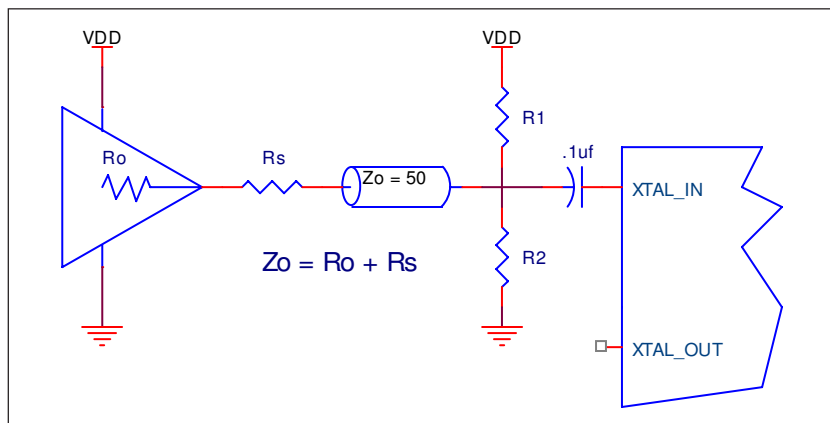 VDD
VDD
R1
Ro
Rs
.1uf
Zo = 50
XTAL_IN
R2
Zo = Ro + Rs
XTAL_OUT